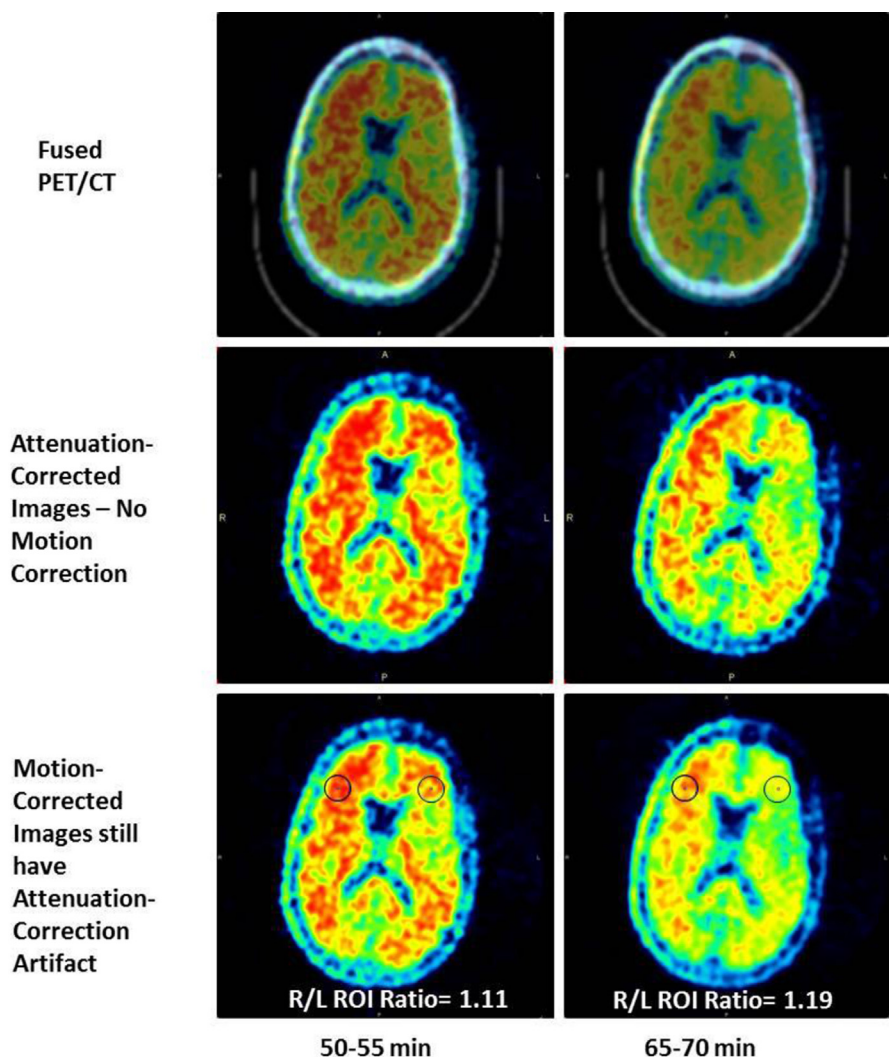 Fused
PET/CT
A
R
L
P
Attenuation-
Corrected
Images – No
Motion
Correction
A
R
L
P
A
R
L
Motion-
Corrected
Images still
have
Attenuation-
Correction
Artifact
R/L ROI Ratio= 1.11
R/L ROI Ratio= 1.19
50-55 min
65-70 min